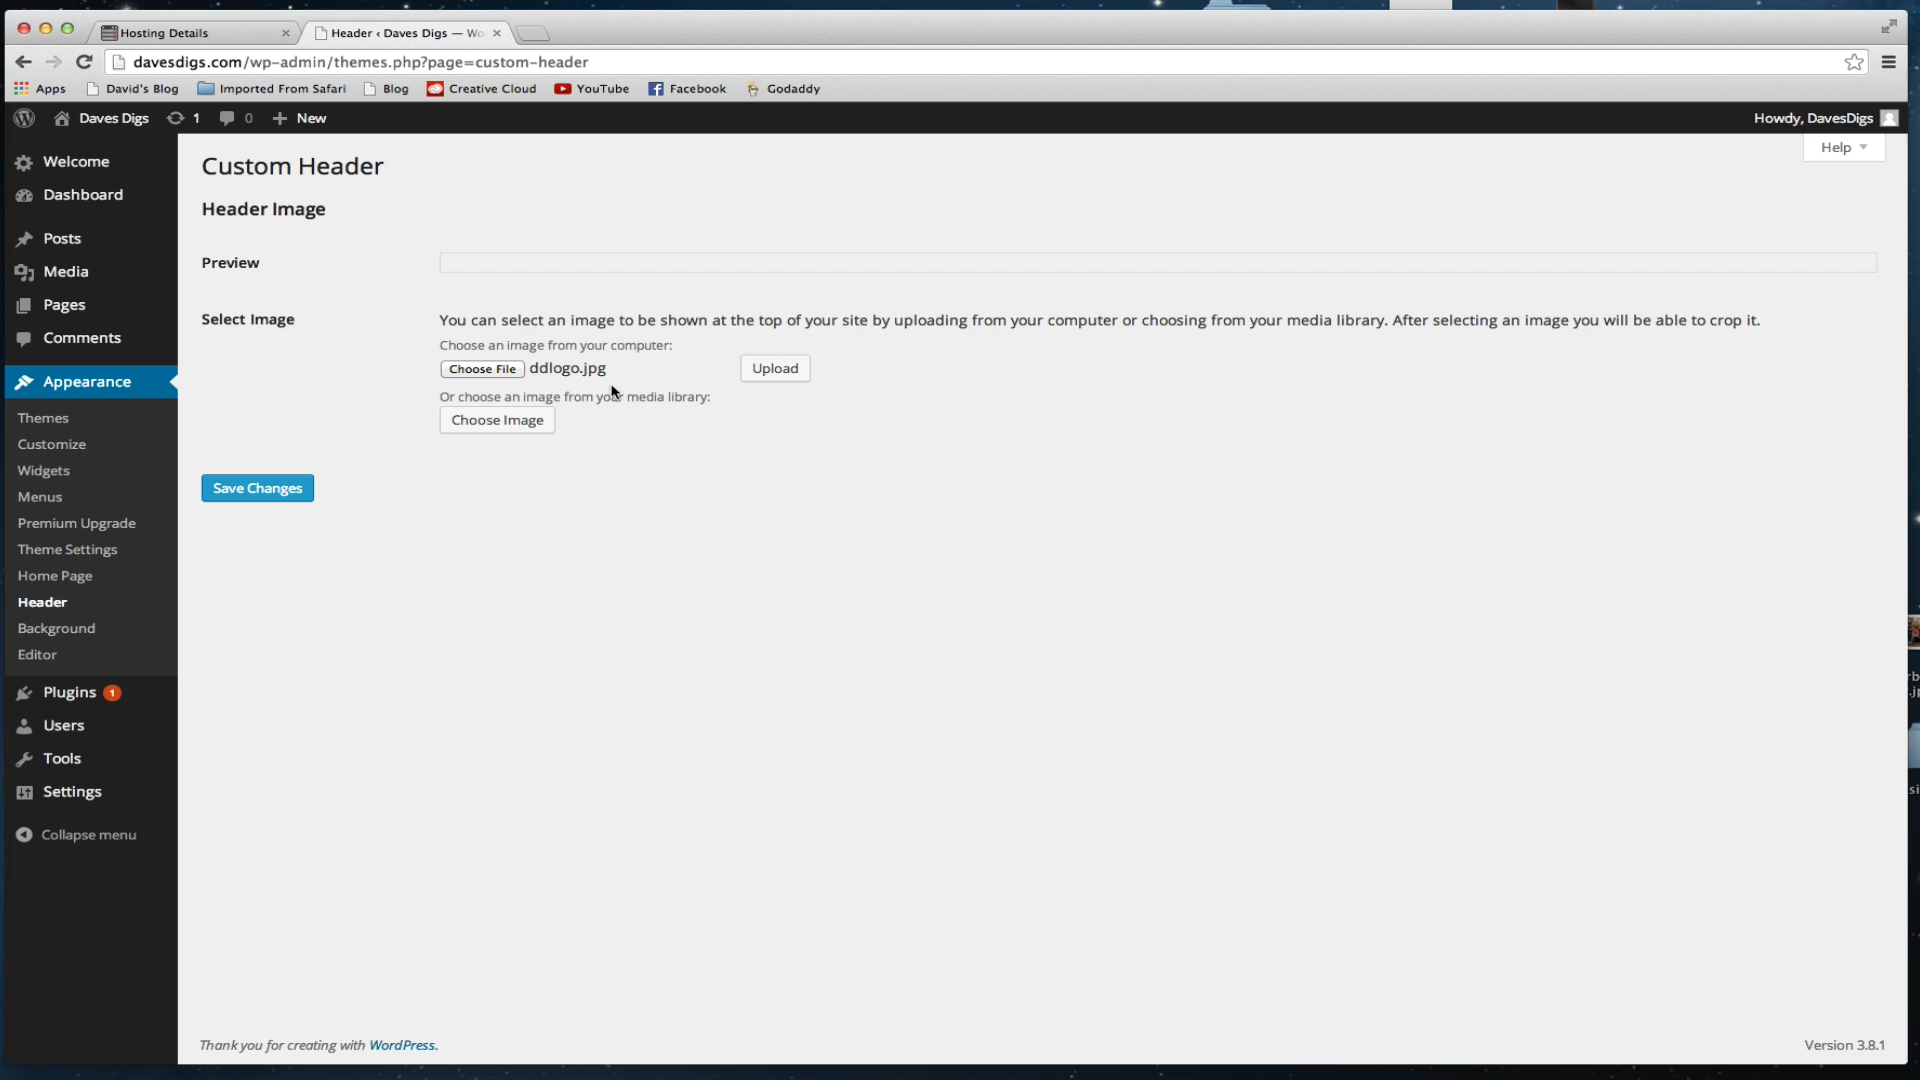 Hosting Details
Header ‹ Daves Digs — Wo
davesdigs.com/wp-admin/themes.php?page=custom-header
Apps David's Blog Imported From Safari Blog Creative Cloud YouTube Facebook Godaddy
Daves Digs 1 0 + New Howdy, DavesDigs
Help
Welcome
Dashboard
Posts
Media
Pages
Comments
Appearance
Themes
Customize
Widgets
Menus
Premium Upgrade
Theme Settings
Home Page
Header
Background
Editor
Plugins 1
Users
Tools
Settings
Collapse menu
Custom Header
Header Image
Preview
Select Image
You can select an image to be shown at the top of your site by uploading from your computer or choosing from your media library. After selecting an image you will be able to crop it.
Choose an image from your computer:
Choose File ddlogo.jpg Upload
Or choose an image from your media library:
Choose Image
Save Changes
Thank you for creating with WordPress.
Version 3.8.1